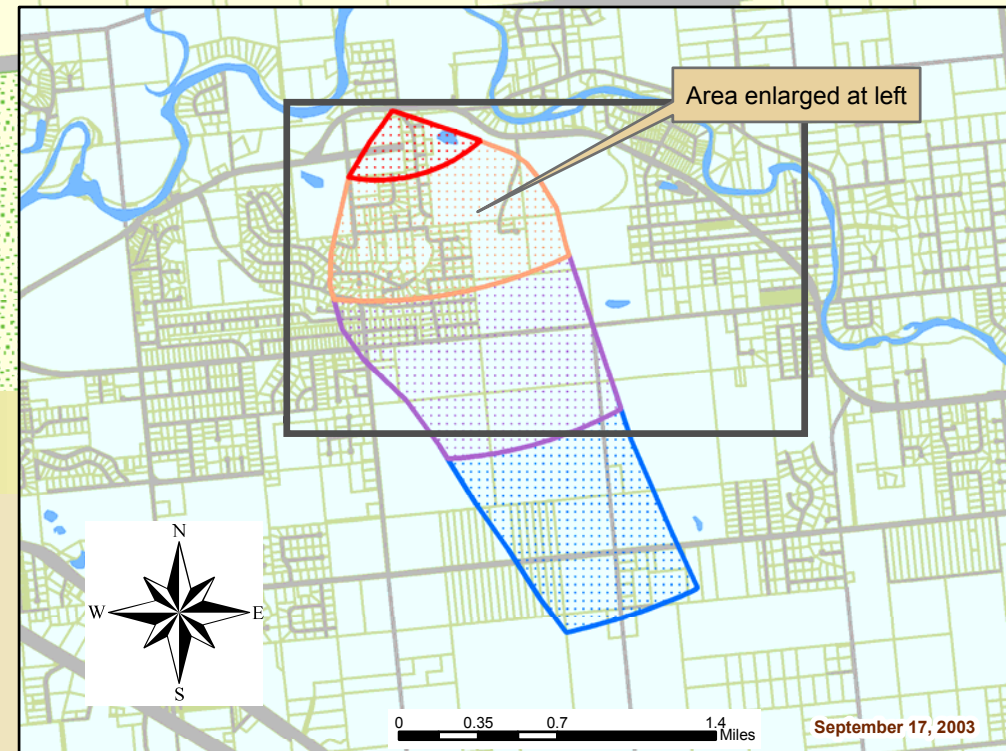 Area enlarged at left
N
W E
S
0 0.35 0.7 1.4
Miles
September 17, 2003